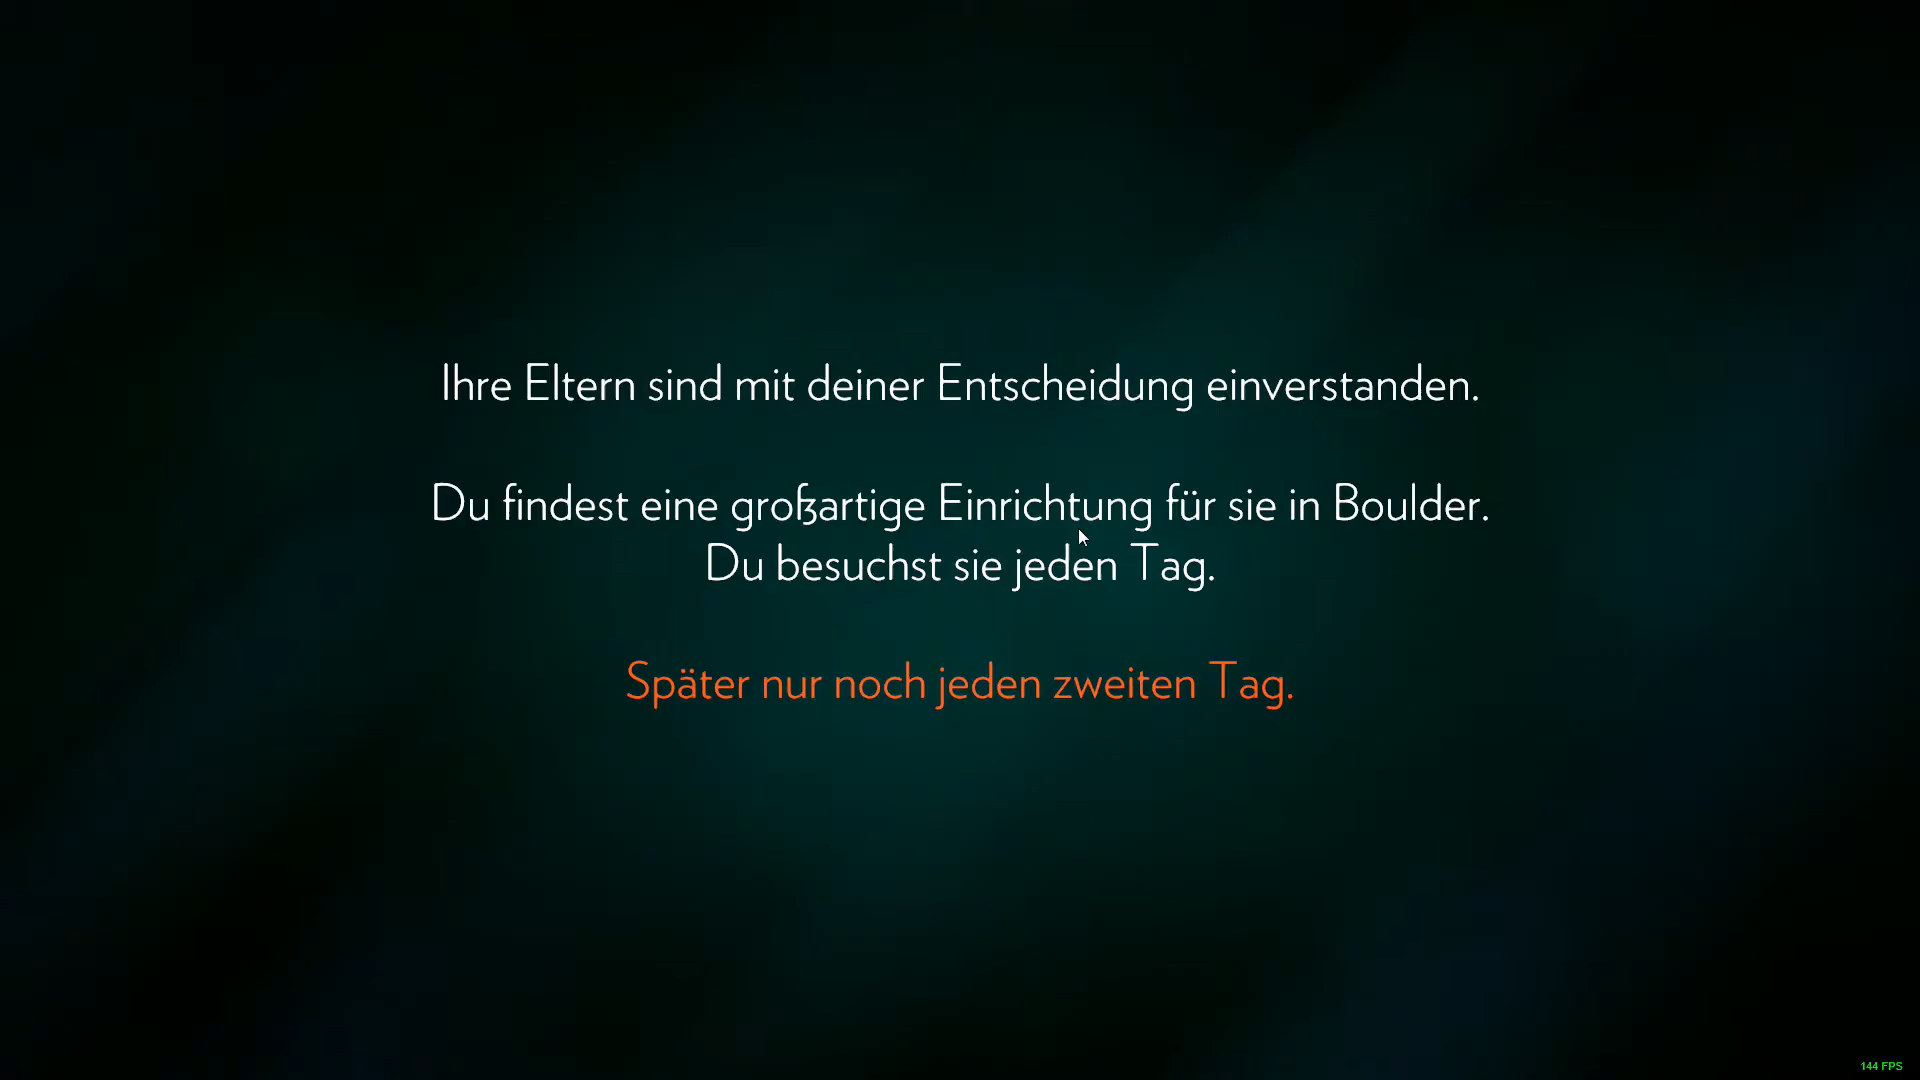 Ihre Eltern sind mit deiner Entscheidung einverstanden.
Du findest eine großartige Einrichtung für sie in Boulder.
Du besuchst sie jeden Tag.
Später nur noch jeden zweiten Tag.
144 FPS